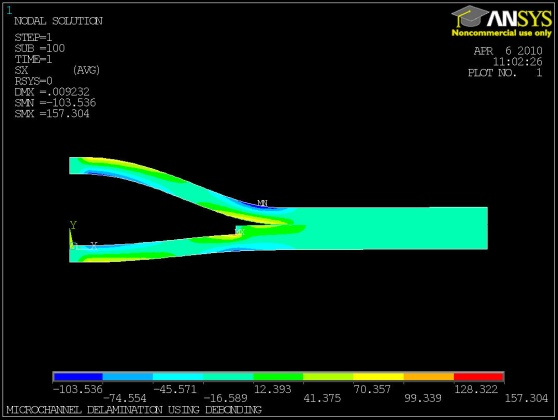 1
NODAL SOLUTION
STEP=1
SUB =100
TIME=1
SX (AVG)
RSYS=0
DMX =.009232
SMN =-103.536
SMX =157.304
ANSYS
Noncommercial use only
APR 6 2010
11:02:26
PLOT NO. 1
MN
Y
X
-103.536 -45.571 12.393 70.357 128.322
-74.554 -16.589 41.375 99.339 157.304
MICROCHANNEL DELAMINATION USING DEBONDING